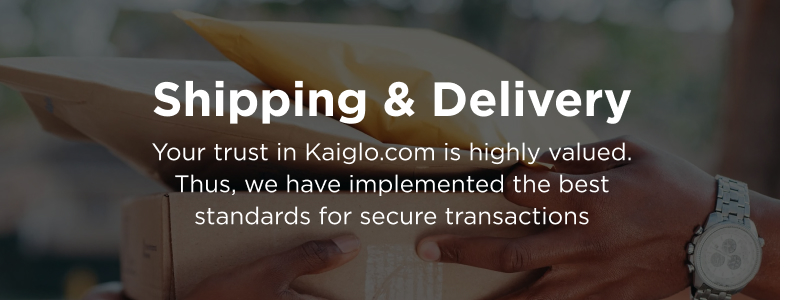 Shipping & Delivery
Your trust in Kaiglo.com is highly valued.
Thus, we have implemented the best
standards for secure transactions